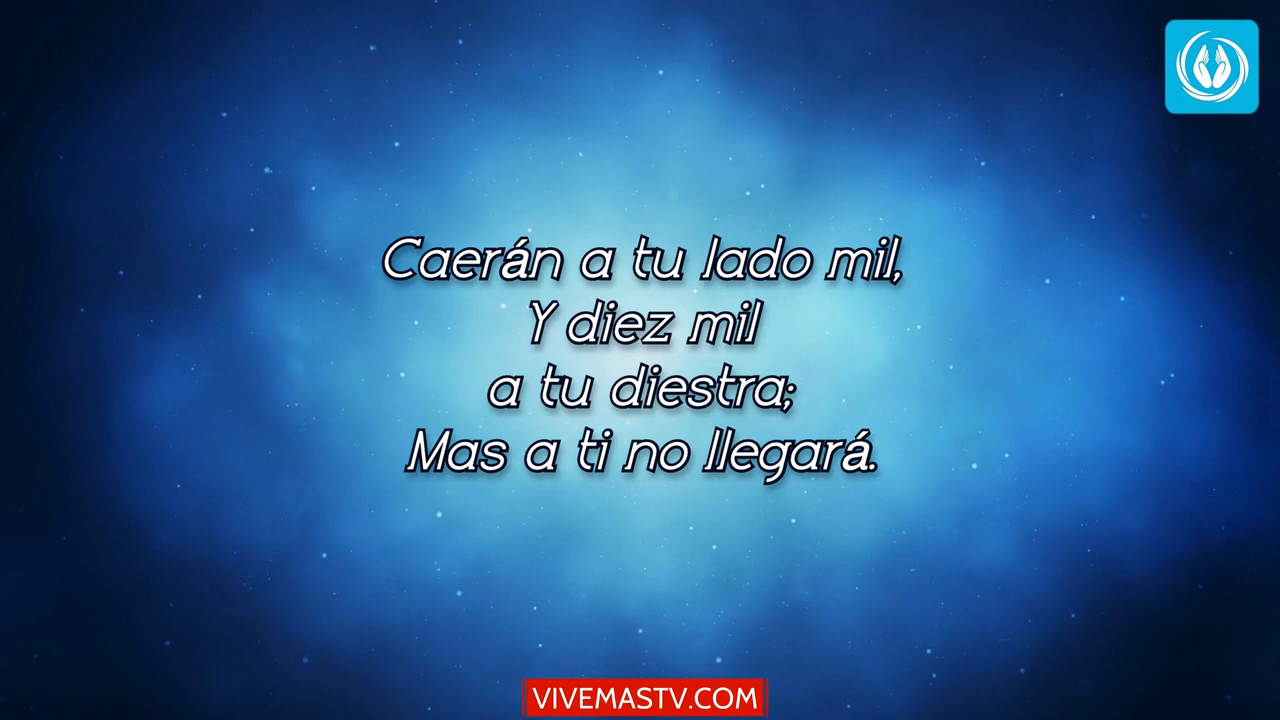 Caerán a tu lado mil,
Y diez mil
a tu diestra;
Mas a ti no llegará.
VIVEMASTV.COM